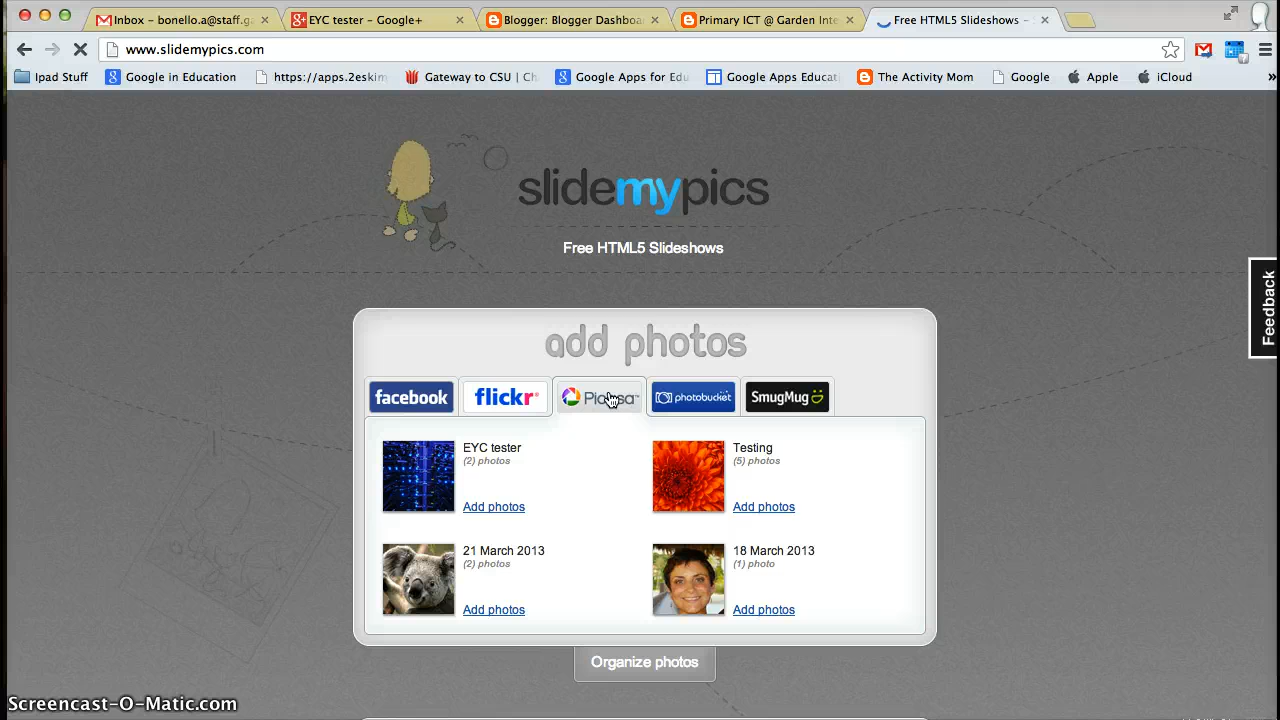 Inbox – bonello.a@staff.ga
EYC tester - Google+
Blogger: Blogger Dashboa
Primary ICT @ Garden Inte
Free HTML5 Slideshows –
www.slidemypics.com
Ipad Stuff
Google in Education
https://apps.2eskim
Gateway to CSU | Ch
Google Apps for Edu
Google Apps Educati
The Activity Mom
Google
Apple
iCloud
»
slidemypics
Free HTML5 Slideshows
Feedback
add photos
facebook
flickr
Picasa™
photobucket
SmugMug
EYC tester
(2) photos
Add photos
Testing
(5) photos
Add photos
21 March 2013
(2) photos
Add photos
18 March 2013
(1) photo
Add photos
Organize photos
Screencast-O-Matic.com